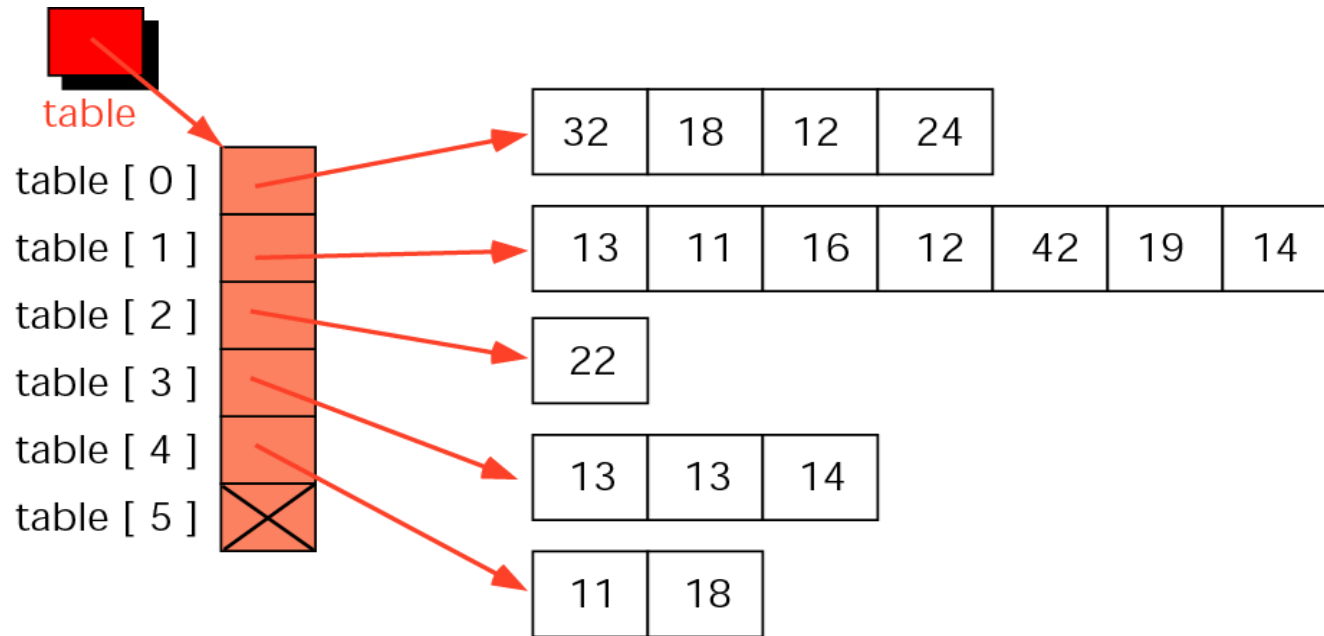 table
table [ 0 ] 32 18 12 24
table [ 1 ] 13 11 16 12 42 19 14
table [ 2 ] 22
table [ 3 ] 13 13 14
table [ 4 ] 11 18
table [ 5 ]